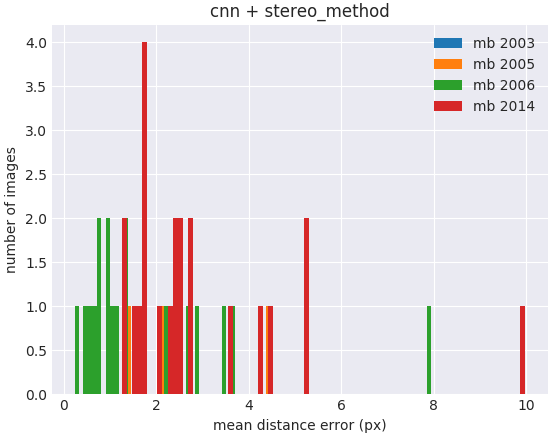 cnn + stereo_method
mb 2003
mb 2005
mb 2006
mb 2014
number of images
4.0
3.5
3.0
2.5
2.0
1.5
1.0
0.5
0.0
0 2 4 6 8 10
mean distance error (px)